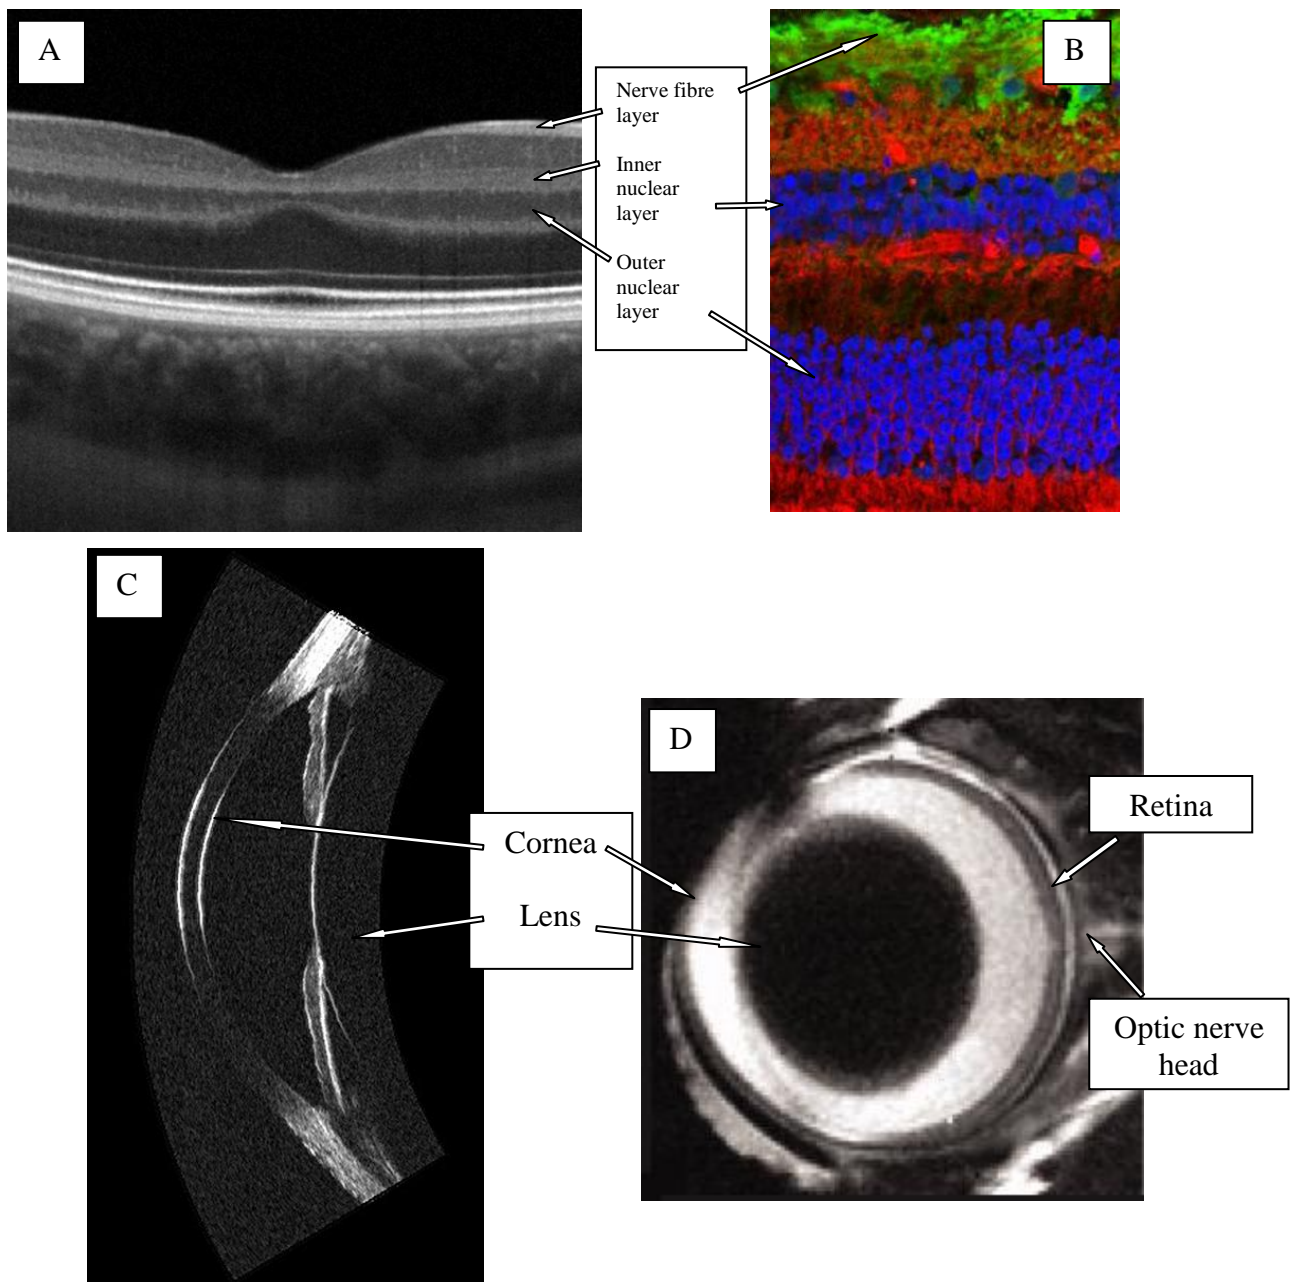 A
B
Nerve fibre
layer
Inner
nuclear
layer
Outer
nuclear
layer
C
D
Cornea
Lens
Retina
Optic nerve
head